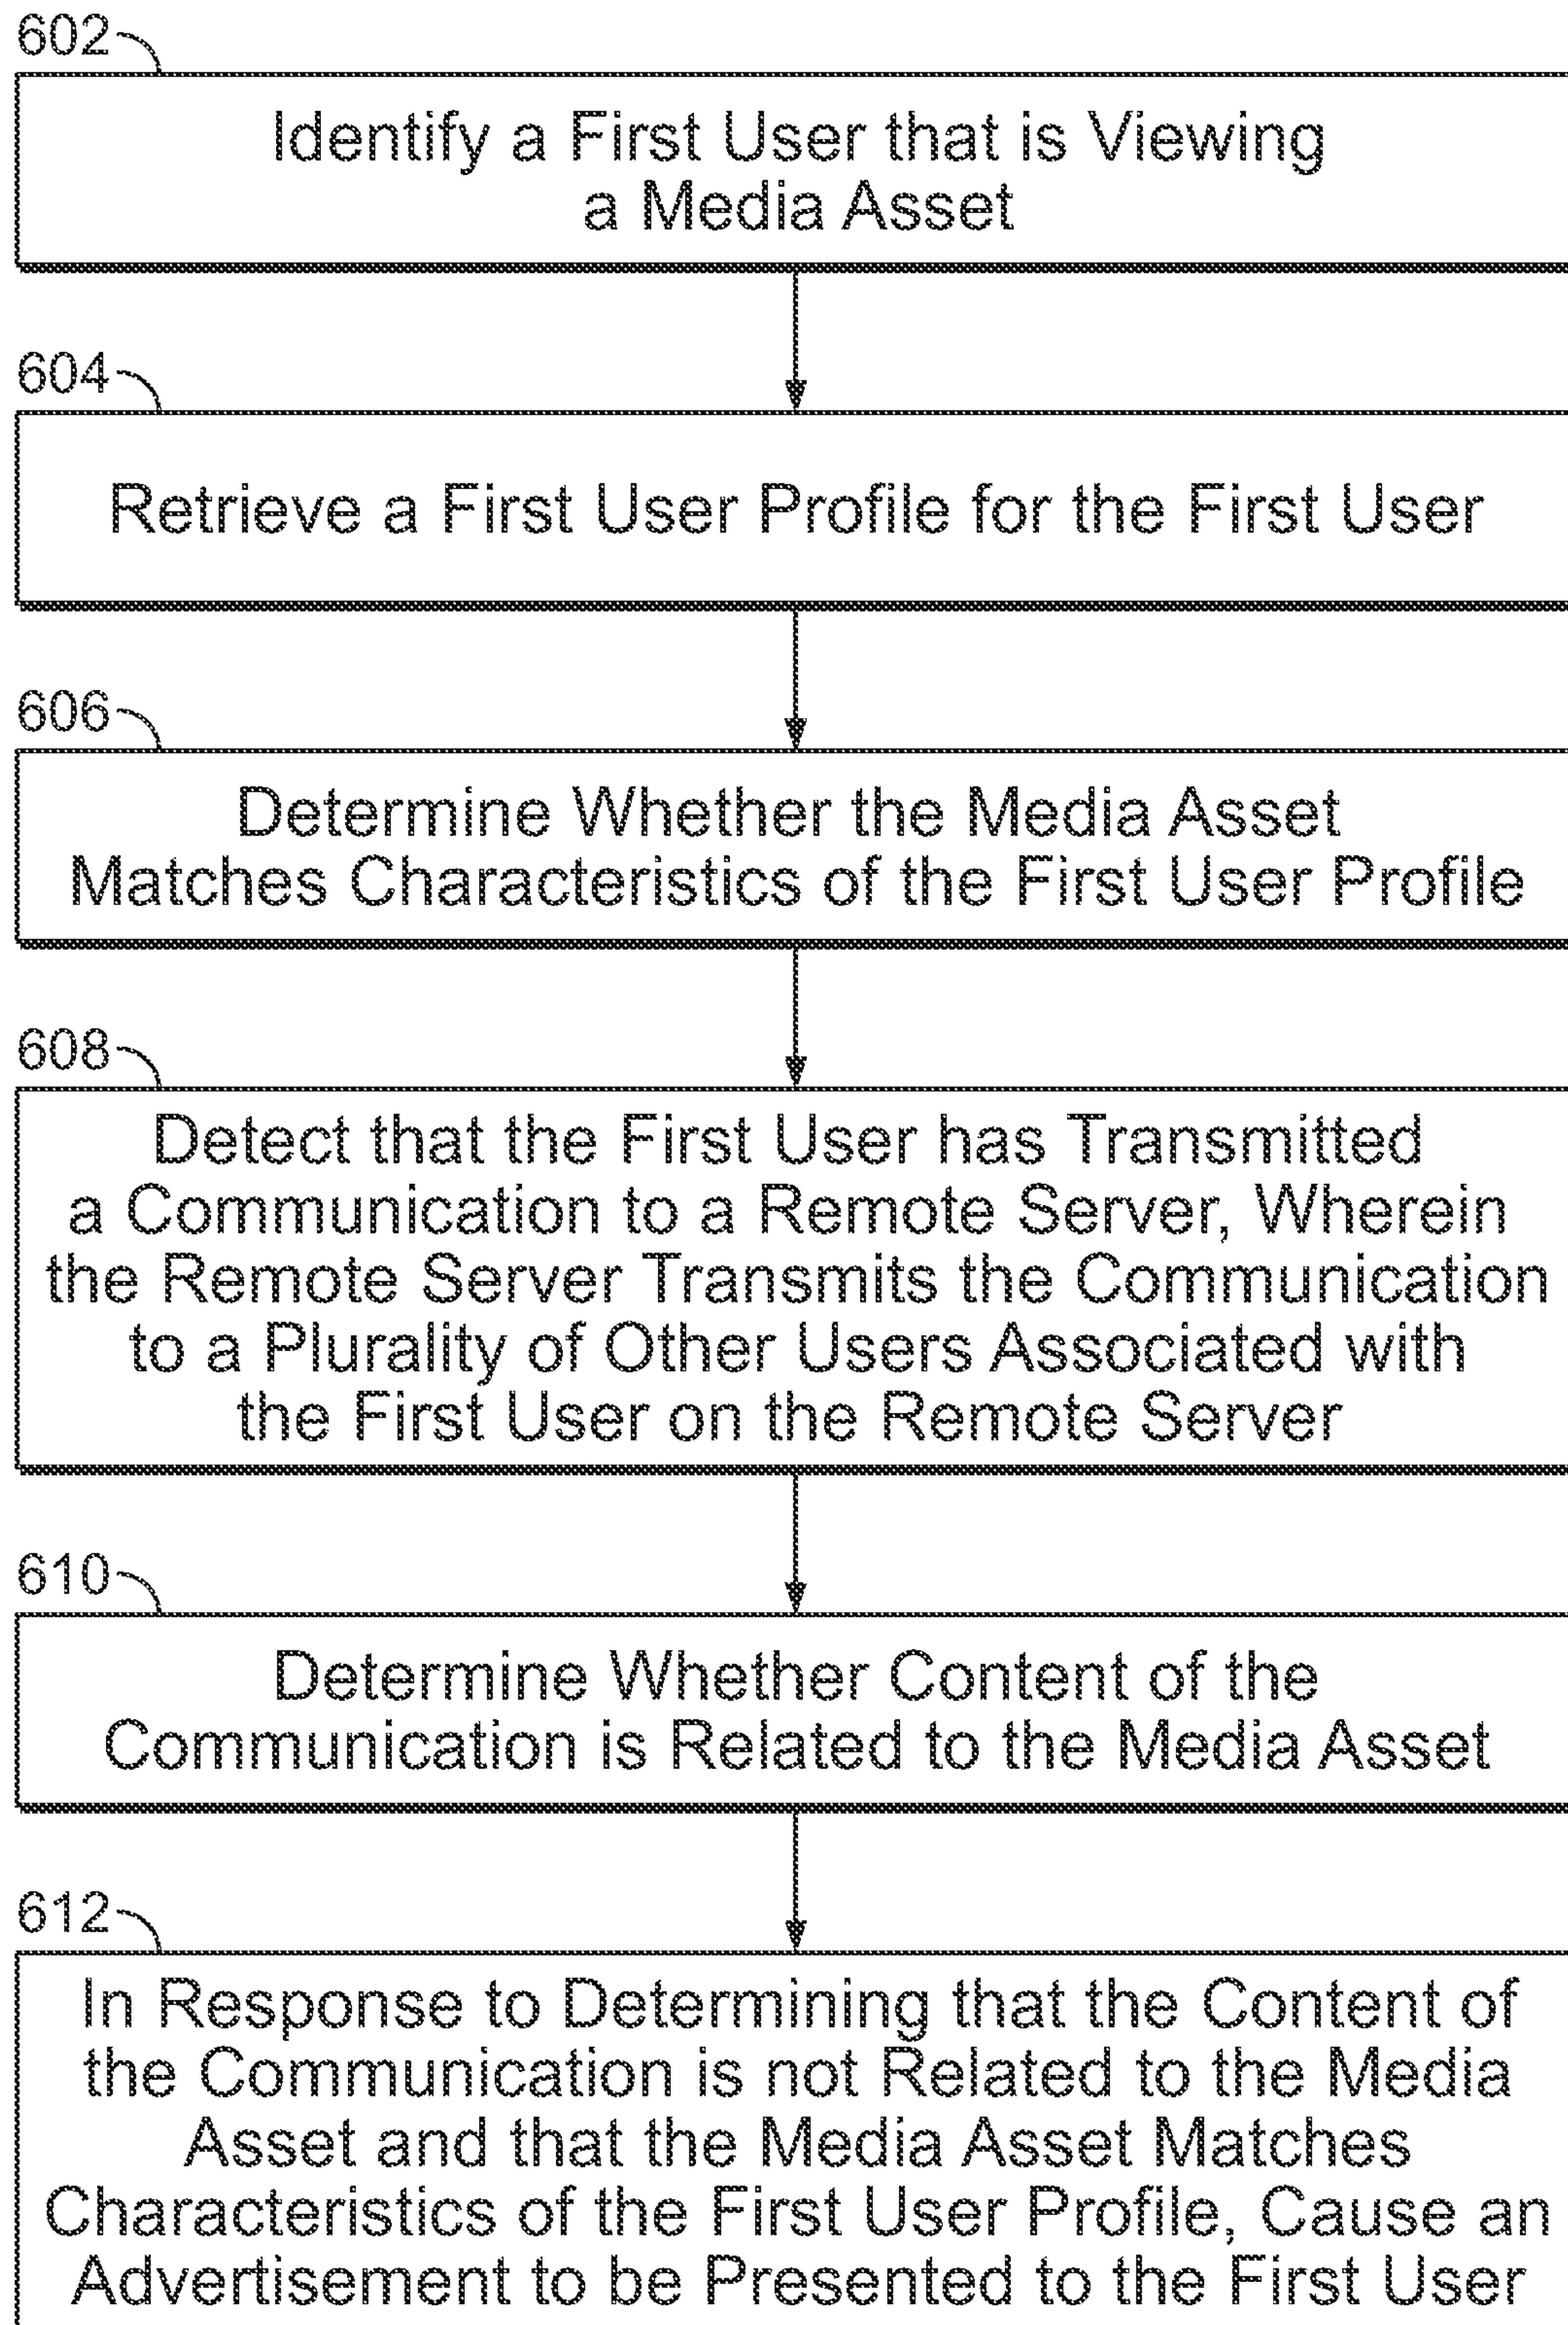 602
Identify a First User that is Viewing
a Media Asset
604
Retrieve a First User Profile for the First User
606
Determine Whether the Media Asset
Matches Characteristics of the First User Profile
608
Detect that the First User has Transmitted
a Communication to a Remote Server, Wherein
the Remote Server Transmits the Communication
to a Plurality of Other Users Associated with
the First User on the Remote Server
610
Determine Whether Content of the
Communication is Related to the Media Asset
612
In Response to Determining that the Content of
the Communication is not Related to the Media
Asset and that the Media Asset Matches
Characteristics of the First User Profile, Cause an
Advertisement to be Presented to the First User